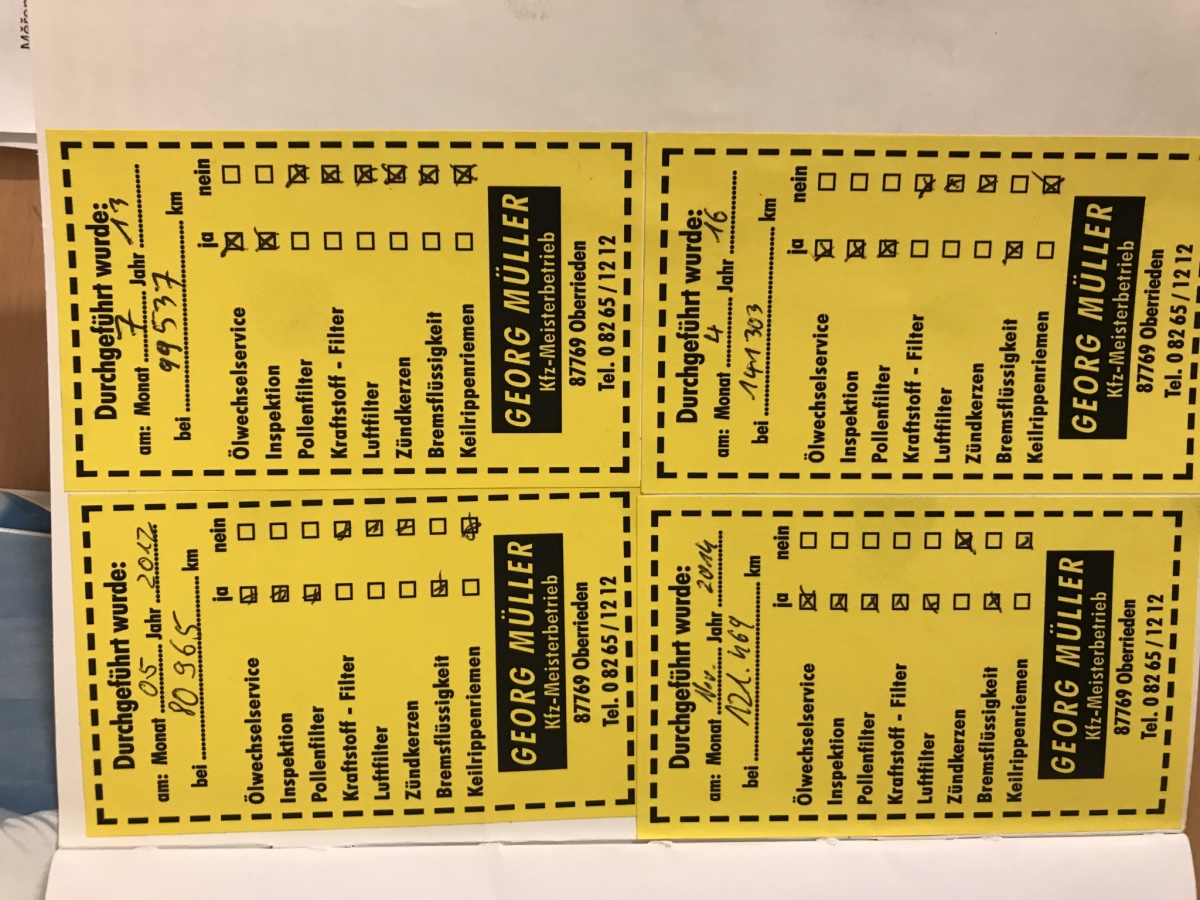 Durchgeführt wurde:
am: Monat 05 Jahr 2012
bei 80 965 km
ja nein
Ölwechselservice
Inspektion
Pollenfilter
Kraftstoff - Filter
Luftfilter
Zündkerzen
Bremsflüssigkeit
Keilrippenriemen
GEORG MÜLLER
Kfz-Meisterbetrieb
87769 Oberrieden
Tel. 0 82 65 / 12 12
Durchgeführt wurde:
am: Monat 7 Jahr 13
bei 99537 km
ja nein
Ölwechselservice
Inspektion
Pollenfilter
Kraftstoff - Filter
Luftfilter
Zündkerzen
Bremsflüssigkeit
Keilrippenriemen
GEORG MÜLLER
Kfz-Meisterbetrieb
87769 Oberrieden
Tel. 0 82 65 / 12 12
Durchgeführt wurde:
am: Monat Nov. Jahr 2014
bei 121.469 km
ja nein
Ölwechselservice
Inspektion
Pollenfilter
Kraftstoff - Filter
Luftfilter
Zündkerzen
Bremsflüssigkeit
Keilrippenriemen
GEORG MÜLLER
Kfz-Meisterbetrieb
87769 Oberrieden
Tel. 0 82 65 / 12 12
Durchgeführt wurde:
am: Monat 4 Jahr 16
bei 141.303 km
ja nein
Ölwechselservice
Inspektion
Pollenfilter
Kraftstoff - Filter
Luftfilter
Zündkerzen
Bremsflüssigkeit
Keilrippenriemen
GEORG MÜLLER
Kfz-Meisterbetrieb
87769 Oberrieden
Tel. 0 82 65 / 12 12